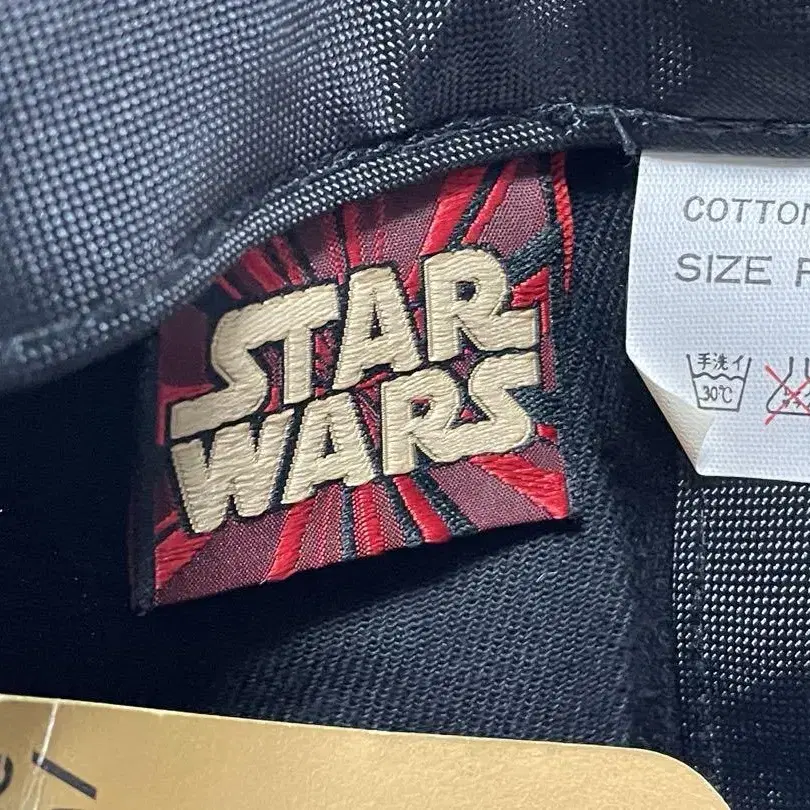 STAR
WARS
COTTON
SIZE F
手洗イ
30℃